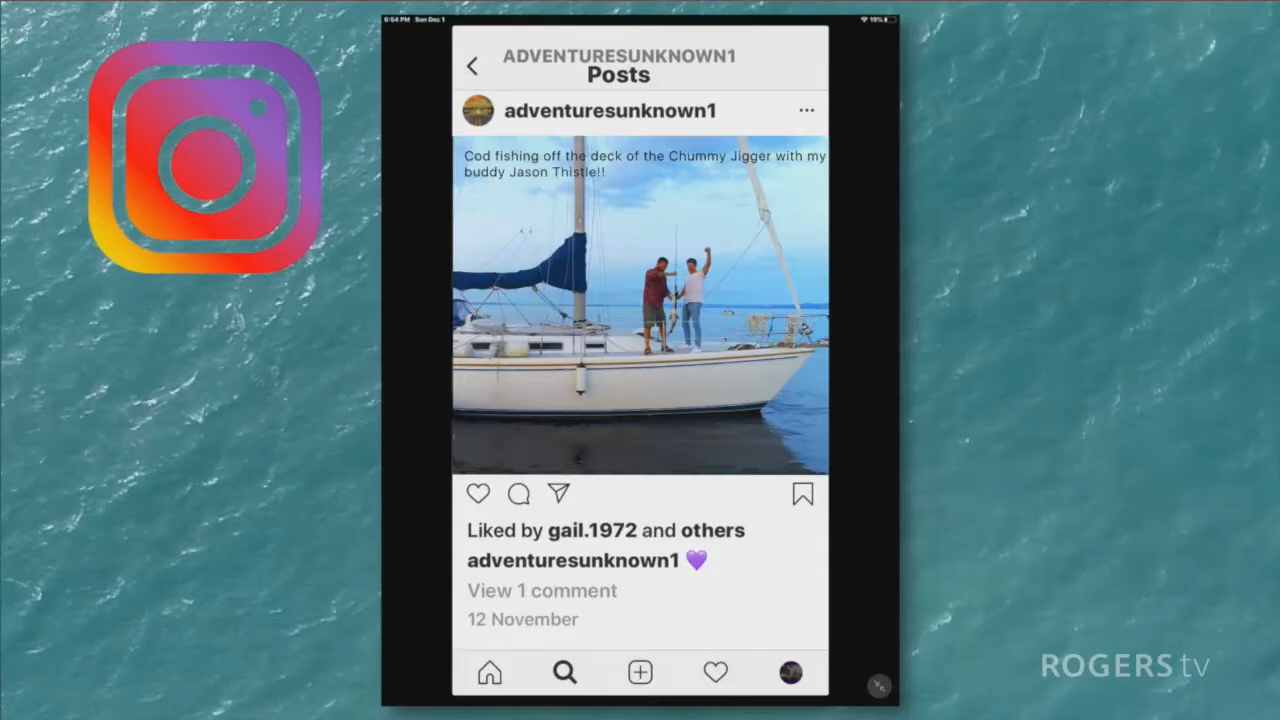 6:54 PM Sun Dec 1
16%
ADVENTURESUNKNOWN1
Posts
adventuresunknown1
Cod fishing off the deck of the Chummy Jigger with my
buddy Jason Thistle!!
Liked by gail.1972 and others
adventuresunknown1 💜
View 1 comment
12 November
ROGERS tv